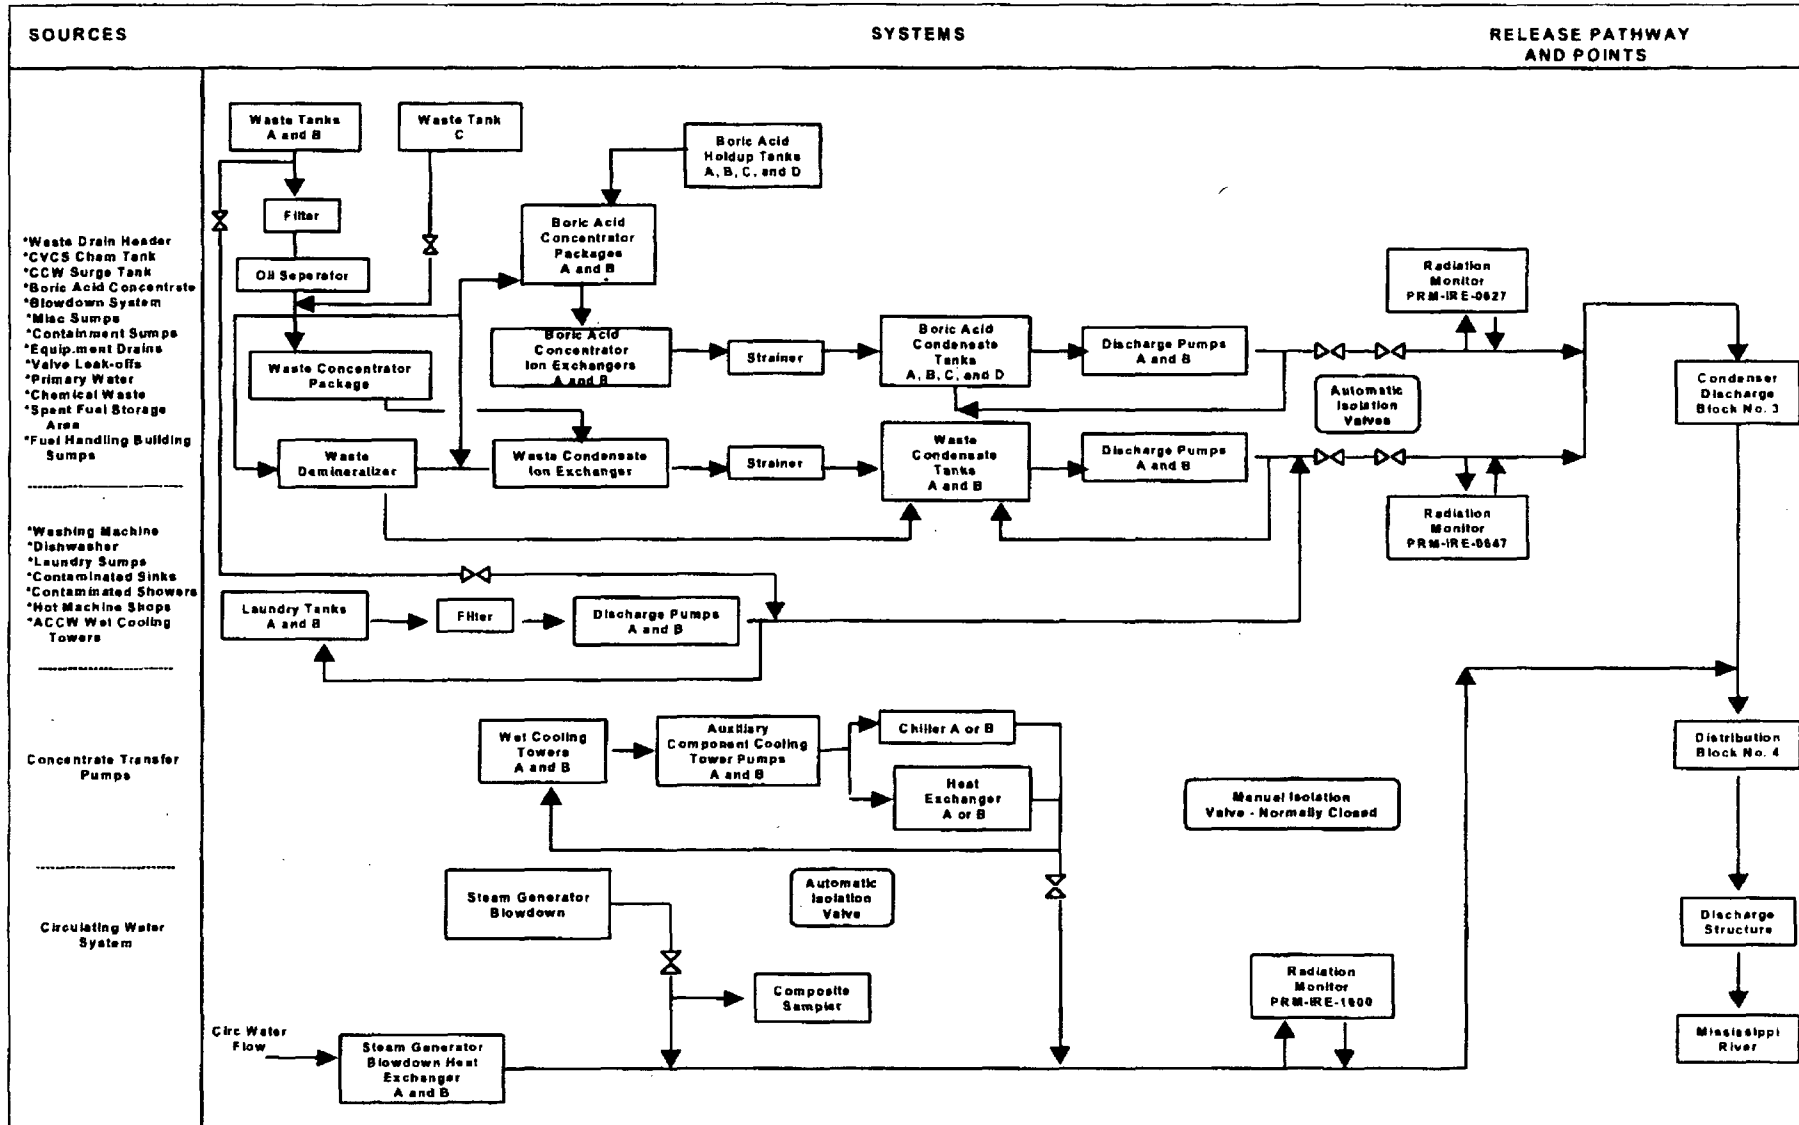 SOURCES
SYSTEMS
RELEASE PATHWAY
AND POINTS
*Waste Drain Header
*CVCS Chem Tank
*CCW Surge Tank
*Boric Acid Concentrate
*Blowdown System
*Misc Sumps
*Containment Sumps
*Equipment Drains
*Valve Leak-offs
*Primary Water
*Chemical Waste
*Spent Fuel Storage
Area
*Fuel Handling Building
Sumps
*Washing Machine
*Dishwasher
*Laundry Sumps
*Contaminated Sinks
*Contaminated Showers
*Hot Machine Shops
*ACCW Wet Cooling
Towers
Concentrate Transfer
Pumps
Circulating Water
System
Waste Tanks
A and B
Waste Tank
C
Boric Acid
Holdup Tanks
A, B, C, and D
Filter
Oil Seperator
Boric Acid
Concentrator
Packages
A and B
Waste Concentrator
Package
Boric Acid
Concentrator
Ion Exchangers
A and B
Strainer
Boric Acid
Condensate
Tanks
A, B, C, and D
Discharge Pumps
A and B
Radiation
Monitor
PRM-IRE-0627
Automatic
Isolation
Valves
Condenser
Discharge
Block No. 3
Waste
Demineralizer
Waste Condensate
Ion Exchanger
Strainer
Waste
Condensate
Tanks
A and B
Discharge Pumps
A and B
Radiation
Monitor
PRM-IRE-0647
Laundry Tanks
A and B
Filter
Discharge Pumps
A and B
Wet Cooling
Towers
A and B
Auxiliary
Component Cooling
Tower Pumps
A and B
Chiller A or B
Heat
Exchanger
A or B
Manual Isolation
Valve - Normally Closed
Distribution
Block No. 4
Steam Generator
Blowdown
Automatic
Isolation
Valve
Discharge
Structure
Composite
Sampler
Radiation
Monitor
PRM-IRE-1900
Circ Water
Flow
Steam Generator
Blowdown Heat
Exchanger
A and B
Mississippi
River